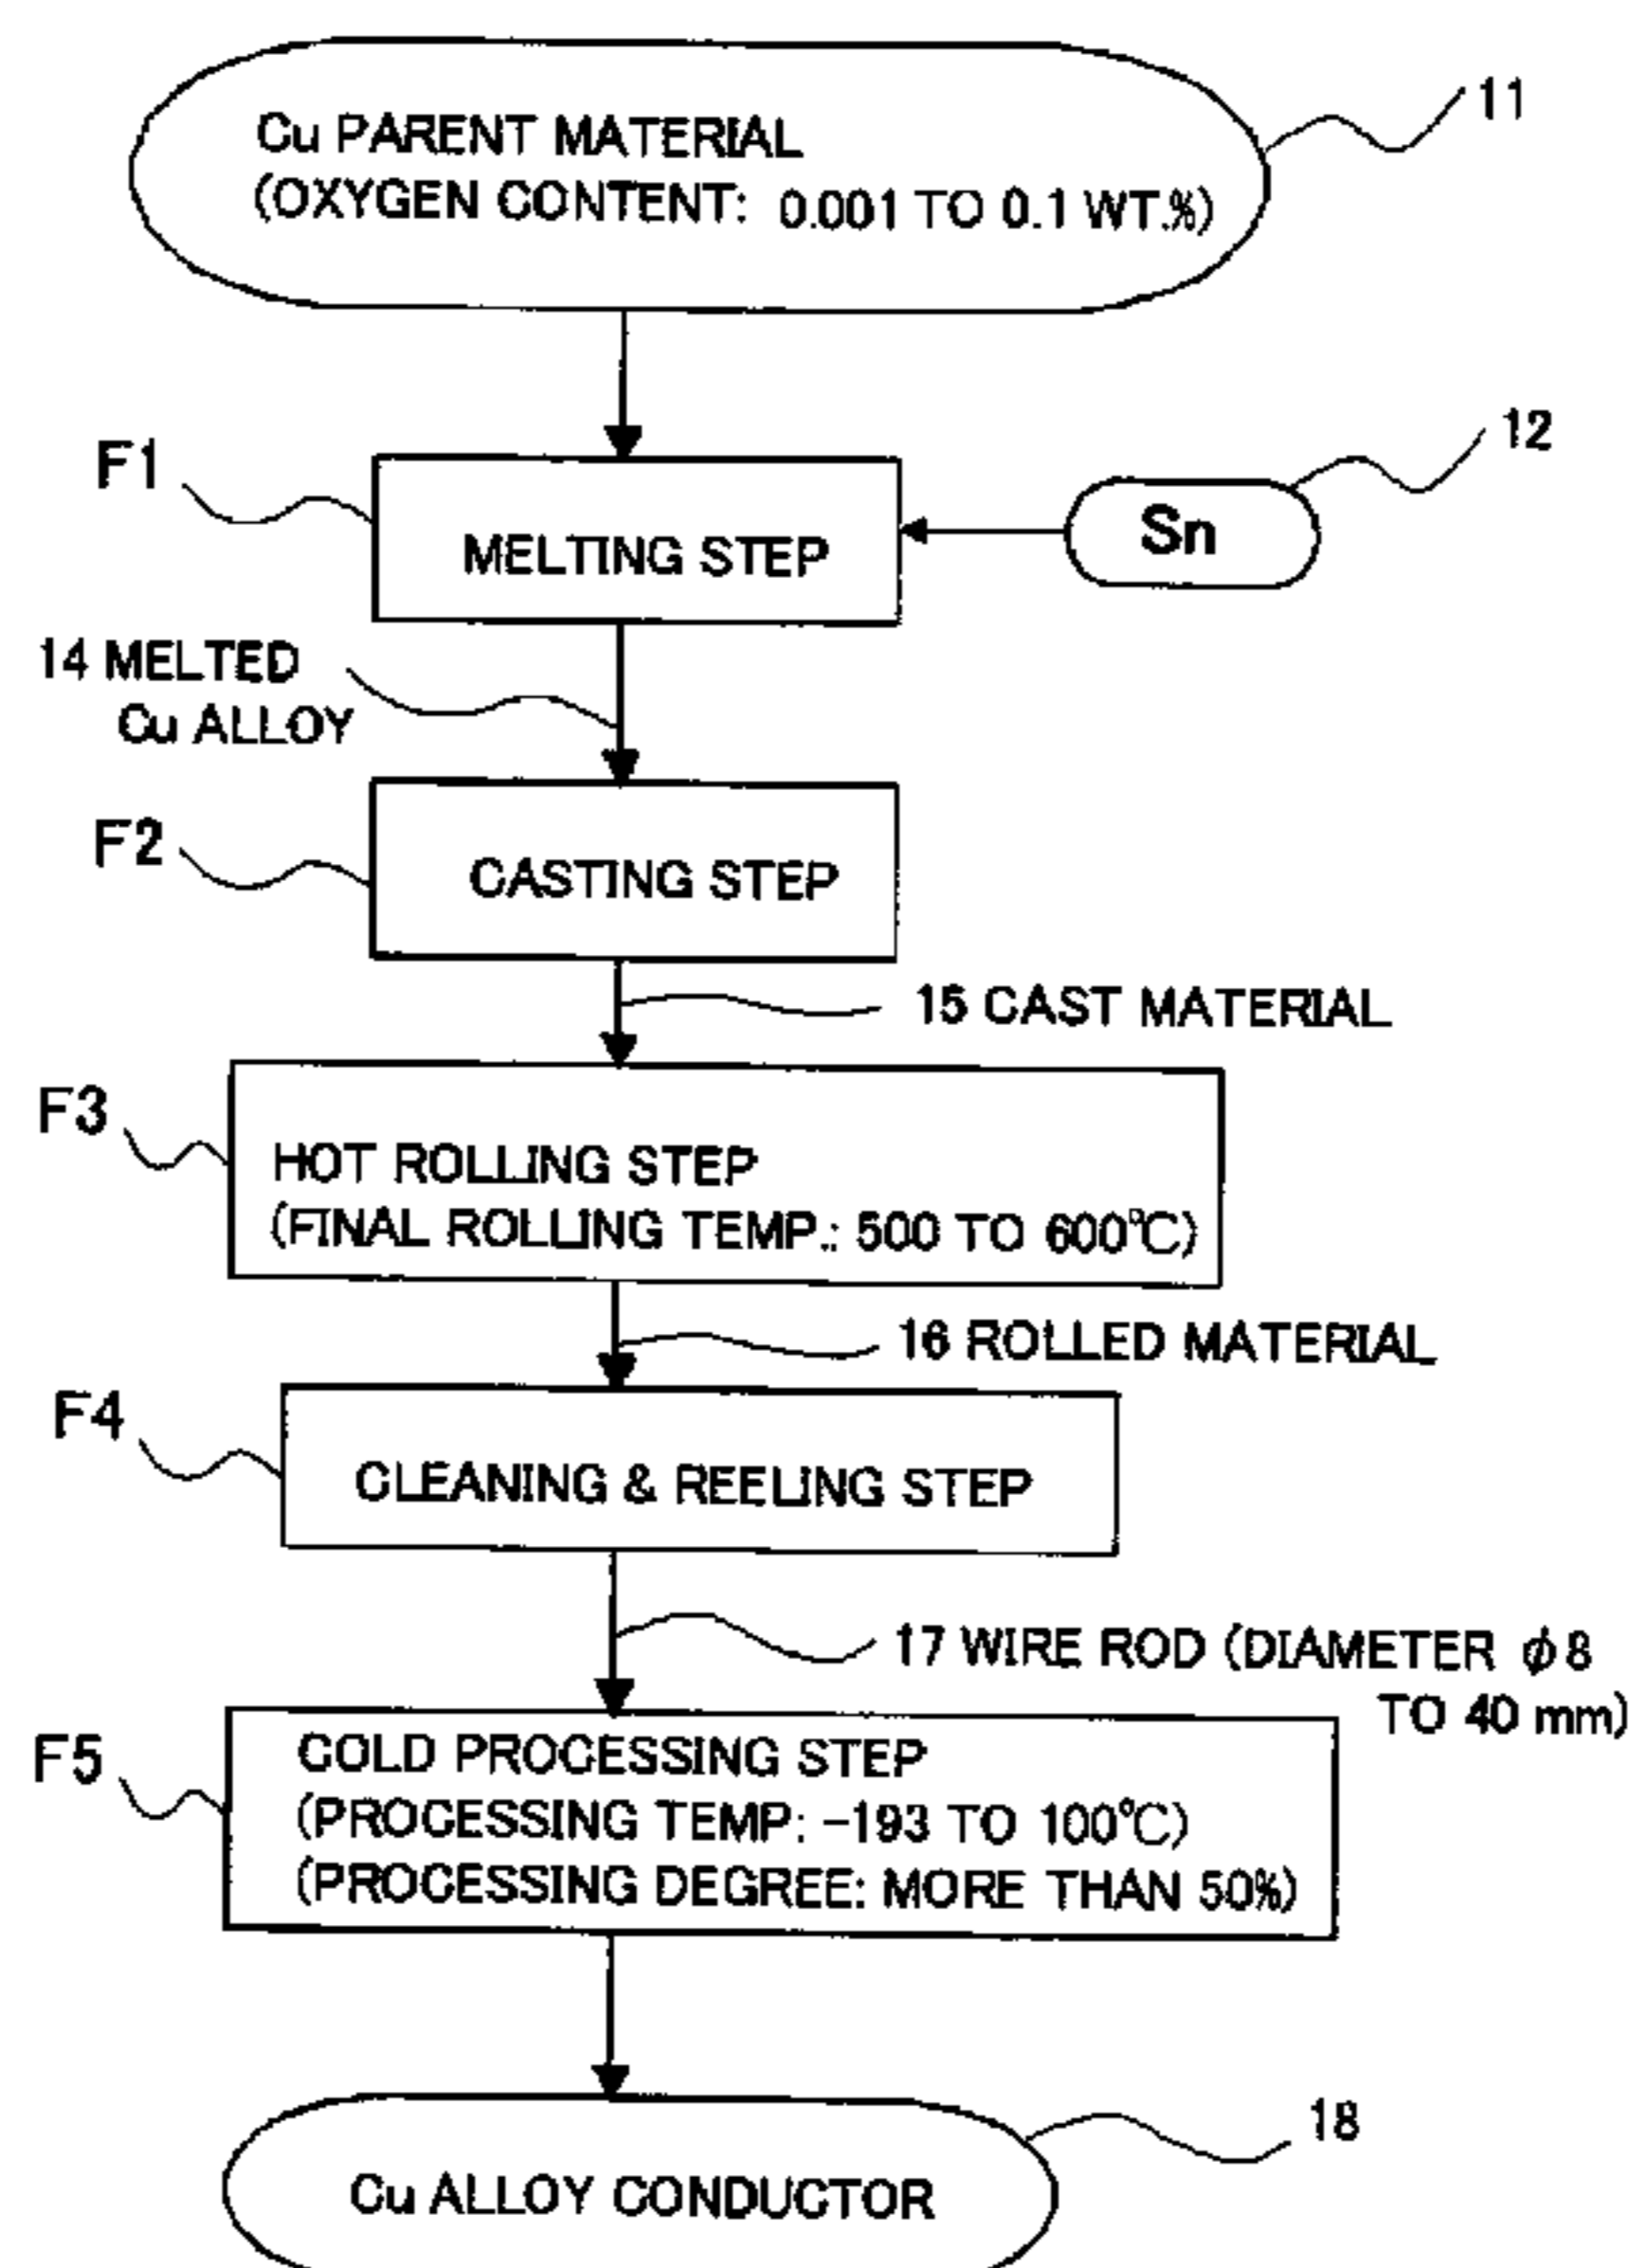 11
Cu PARENT MATERIAL
(OXYGEN CONTENT: 0.001 TO 0.1 WT.%)
12
F1
Sn
MELTING STEP
14 MELTED
Cu ALLOY
F2
CASTING STEP
15 CAST MATERIAL
F3
HOT ROLLING STEP
(FINAL ROLLING TEMP.: 500 TO 600°C)
16 ROLLED MATERIAL
F4
CLEANING & REELING STEP
17 WIRE ROD (DIAMETER φ8
TO 40 mm)
F5
COLD PROCESSING STEP
(PROCESSING TEMP: -193 TO 100°C)
(PROCESSING DEGREE: MORE THAN 50%)
18
Cu ALLOY CONDUCTOR